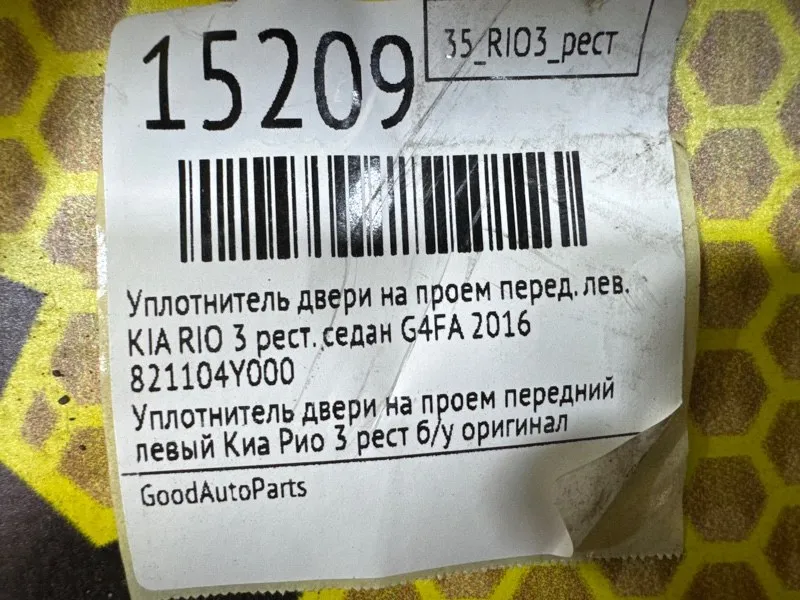 15209
35_RIO3_рест
Уплотнитель двери на проем перед. лев.
KIA RIO 3 рест. седан G4FA 2016
821104Y000
Уплотнитель двери на проем передний
левый Киа Рио 3 рест б/у оригинал
GoodAutoParts